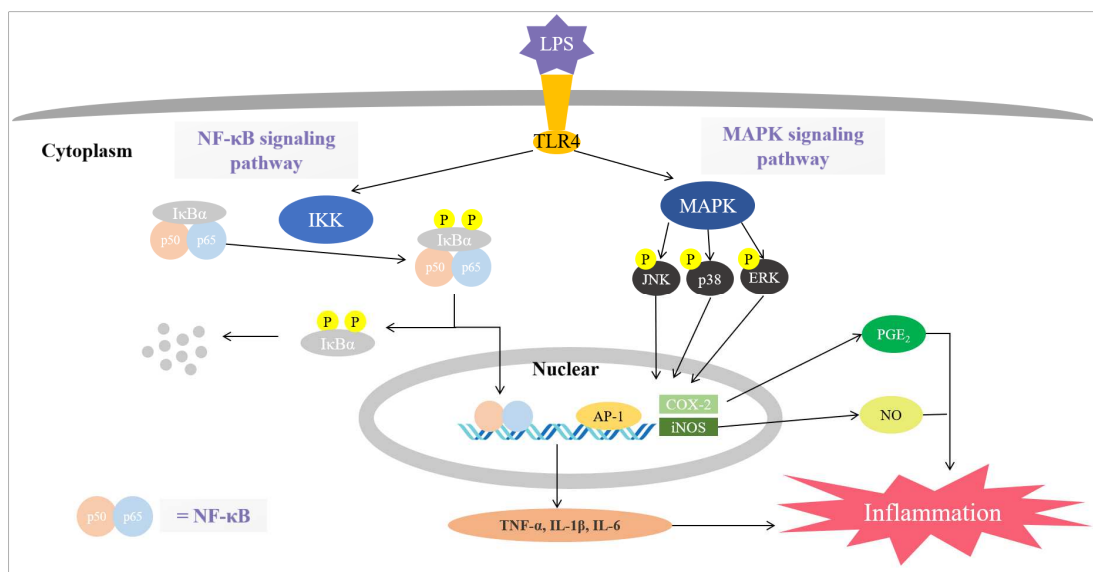 LPS
TLR4
Cytoplasm
NF-κB signaling
pathway
MAPK signaling
pathway
IκBα
p50 p65
IKK
P P
IκBα
p50 p65
MAPK
P P P
JNK p38 ERK
P P
IκBα
PGE₂
Nuclear
COX-2
AP-1
iNOS
NO
p50 p65 = NF-κB
TNF-α, IL-1β, IL-6
Inflammation